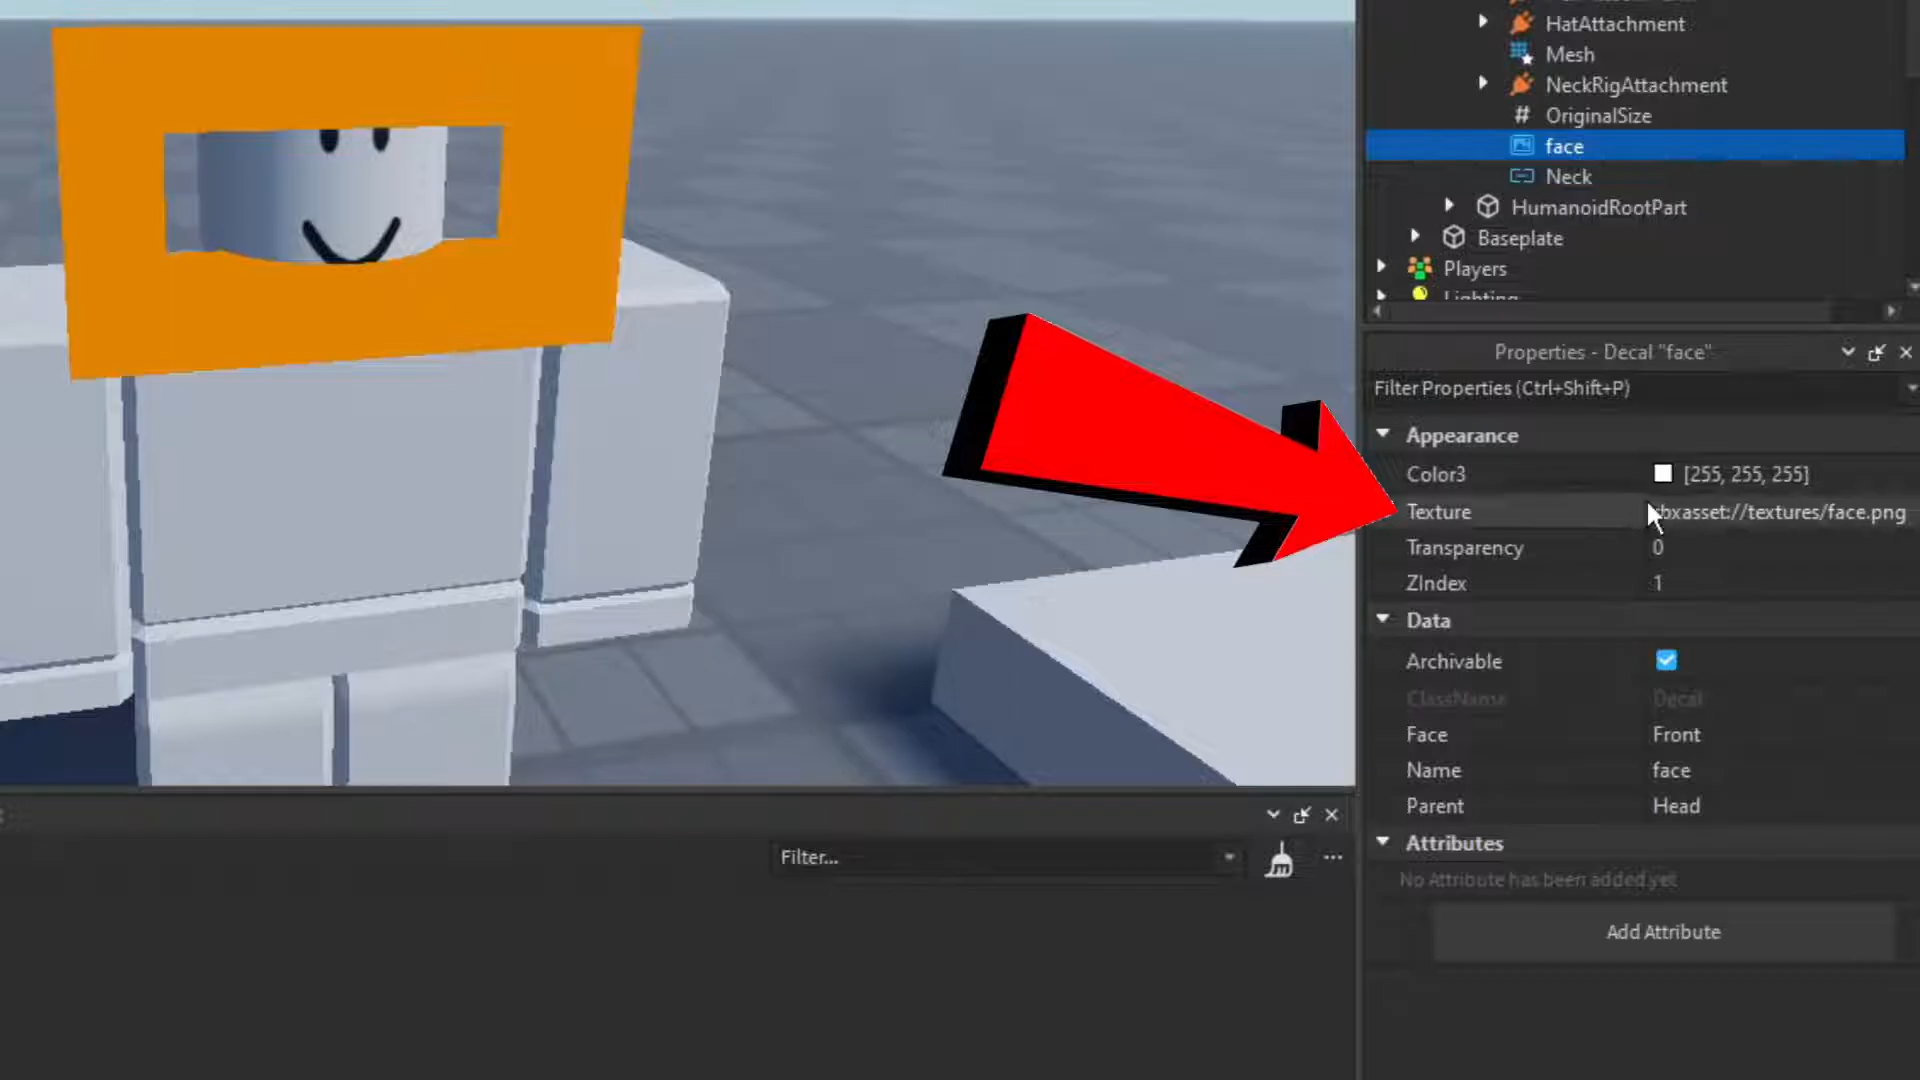 HatAttachment
Mesh
NeckRigAttachment
# OriginalSize
face
Neck
HumanoidRootPart
Baseplate
Players
Lighting
Properties - Decal "face"
Filter Properties (Ctrl+Shift+P)
Appearance
Color3 [255, 255, 255]
Texture rbxasset://textures/face.png
Transparency 0
ZIndex 1
Data
Archivable
ClassName Decal
Face Front
Name face
Parent Head
Attributes
No Attribute has been added yet
Add Attribute
Filter...